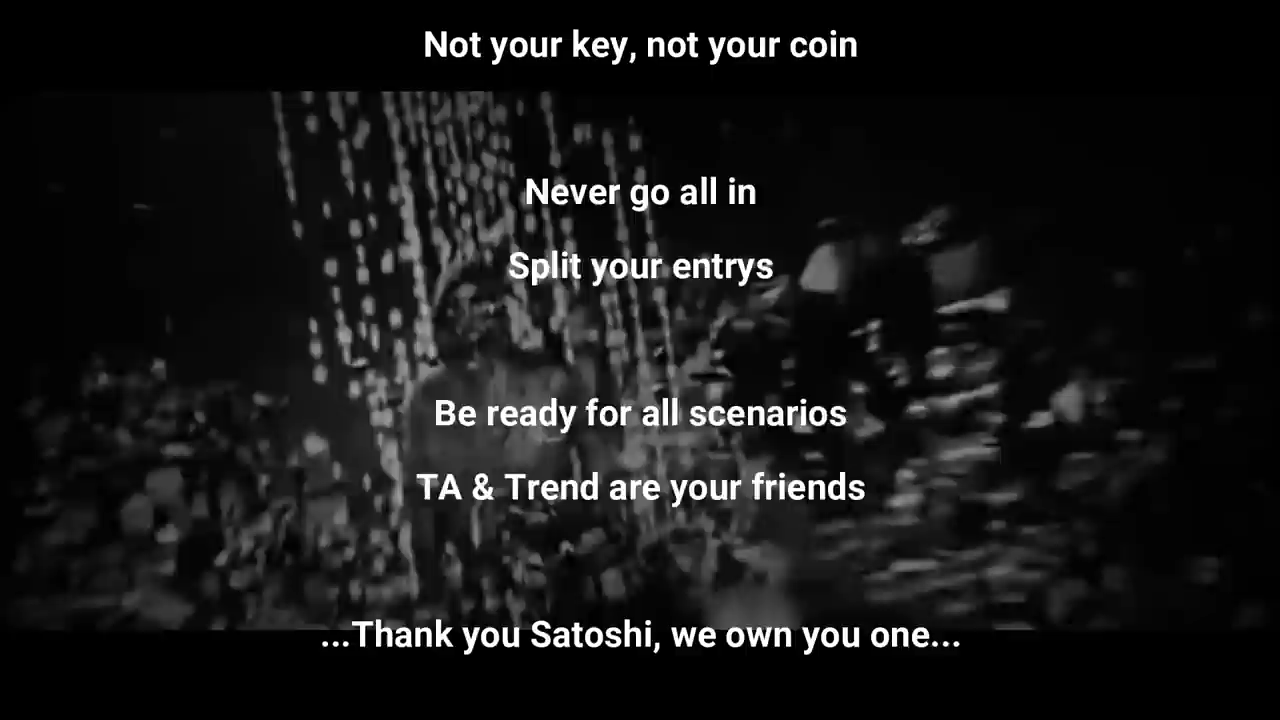 Not your key, not your coin
Never go all in
Split your entrys
Be ready for all scenarios
TA & Trend are your friends
...Thank you Satoshi, we own you one...